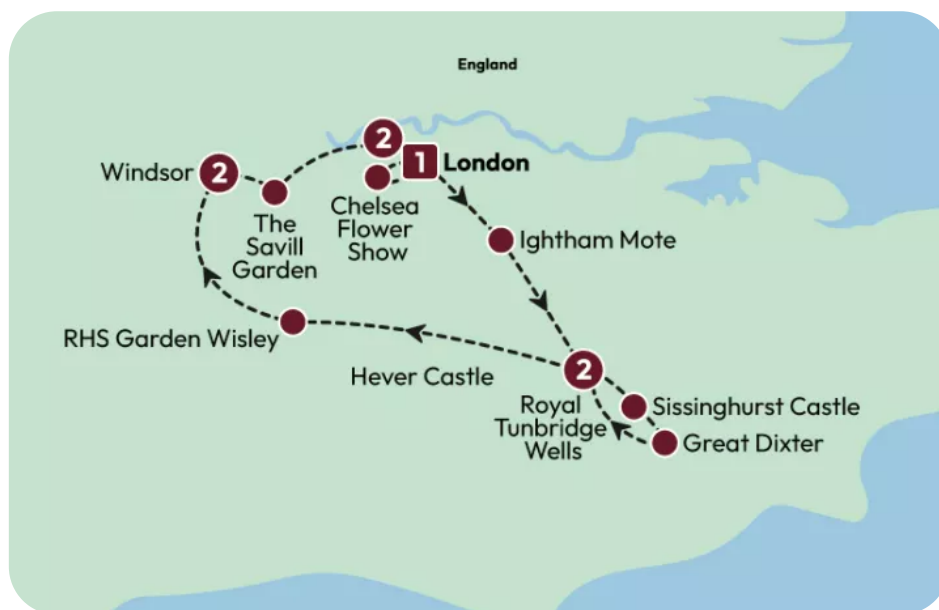 England
2
1
London
Windsor
2
Chelsea
Flower
Show
The
Savill
Garden
Ightham Mote
RHS Garden Wisley
Hever Castle
2
Royal
Tunbridge
Wells
Sissinghurst Castle
Great Dixter